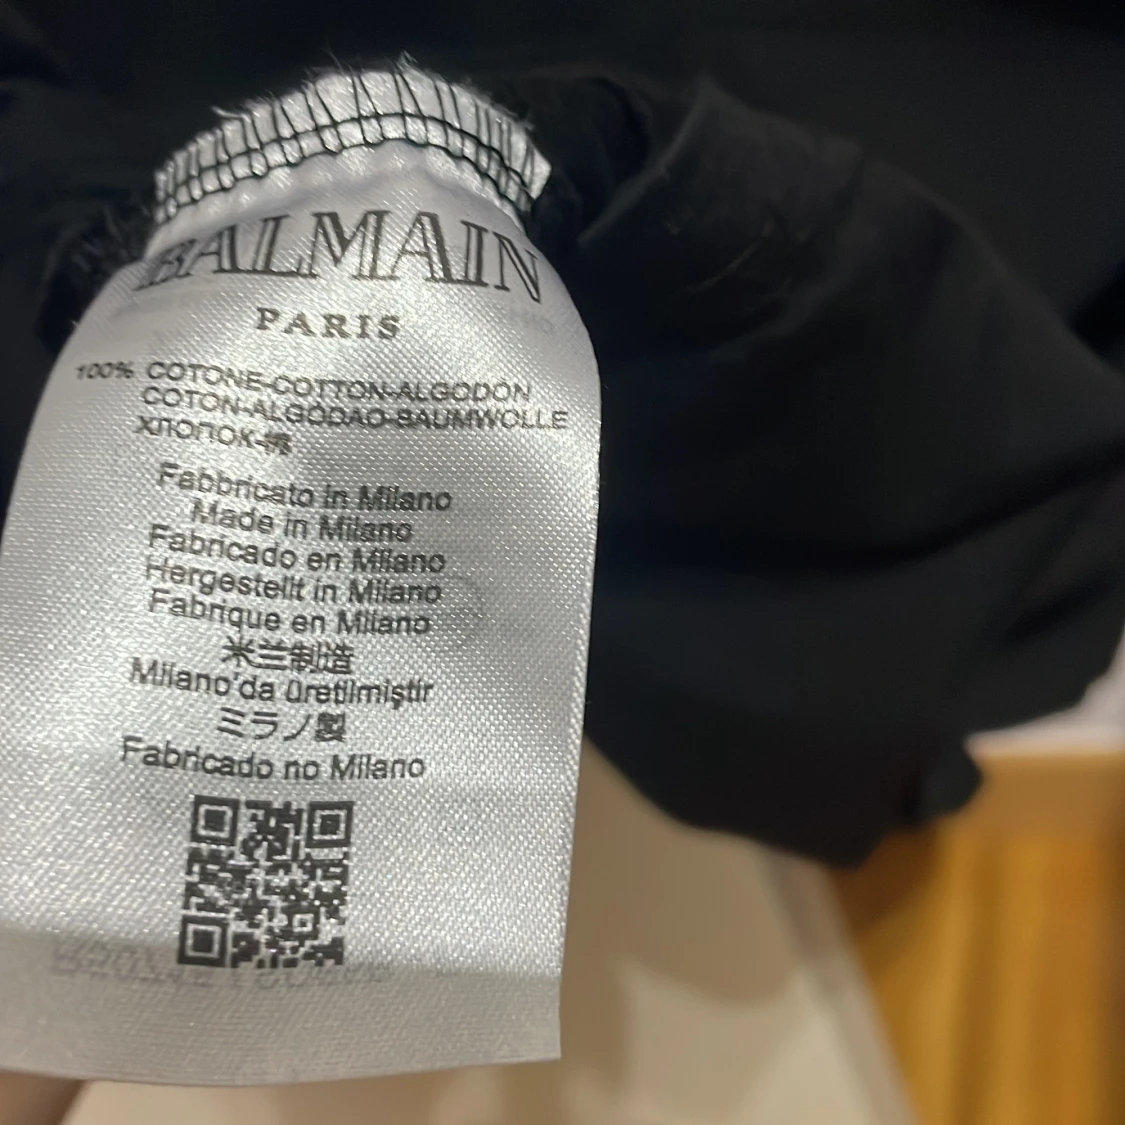 BALMAIN
PARIS
100% COTONE-COTTON-ALGODON
COTON-ALGODAO-BAUMWOLLE
ХЛОПОК-棉
Fabbricato in Milano
Made in Milano
Fabricado en Milano
Hergestellt in Milano
Fabrique en Milano
米兰制造
Milano'da üretilmiştir
ミラノ製
Fabricado no Milano